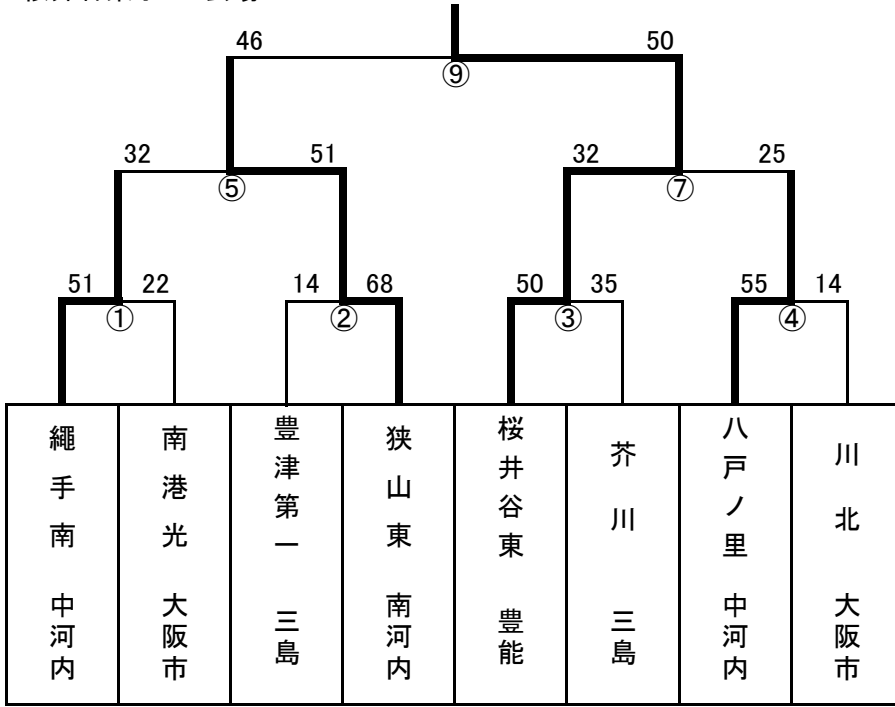 46 50
⑨
32 51 32 25
⑤ ⑦
51 22 14 68 50 35 55 14
① ② ③ ④
繩手南 中河内
南港光 大阪市
豊津第一 三島
狭山東 南河内
桜井谷東 豊能
芥川 三島
八戸ノ里 中河内
川北 大阪市